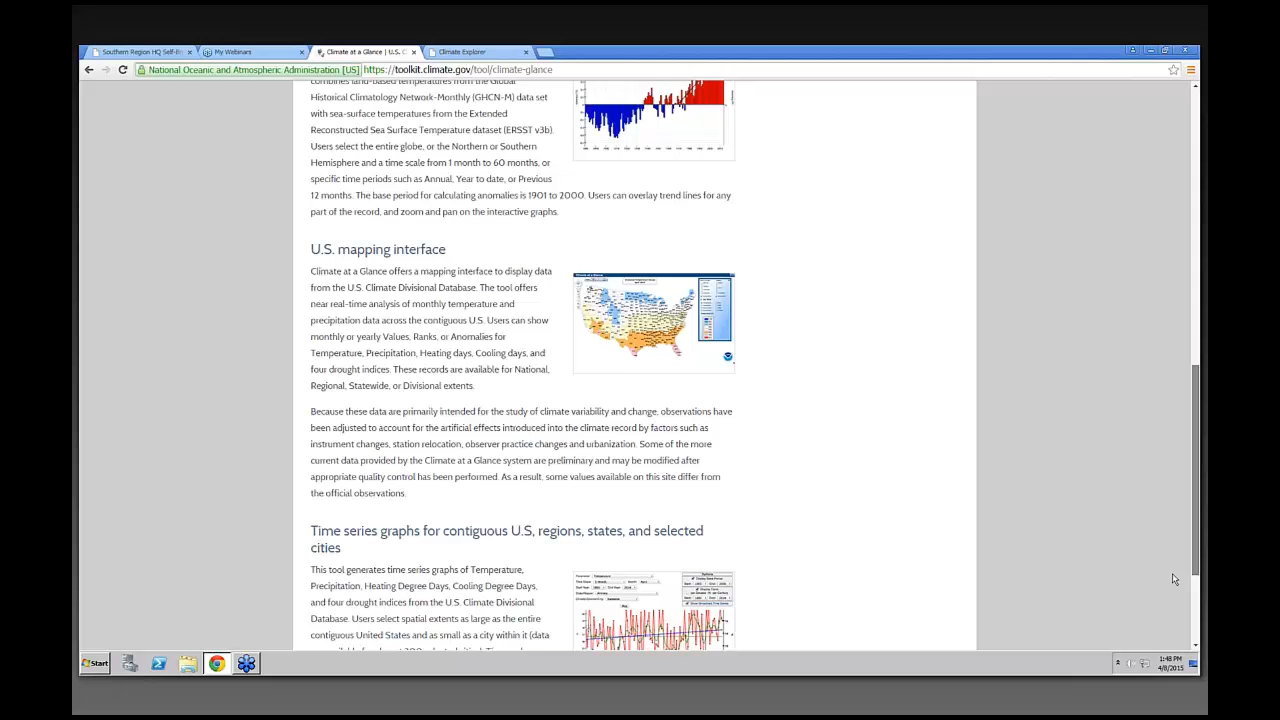 Southern Region HQ Self-Br
My Webinars
Climate at a Glance | U.S. C
Climate Explorer
National Oceanic and Atmospheric Administration [US]
https://toolkit.climate.gov/tool/climate-glance
combines land-based temperatures from the Global
Historical Climatology Network-Monthly (GHCN-M) data set
with sea-surface temperatures from the Extended
Reconstructed Sea Surface Temperature dataset (ERSST v3b).
Users select the entire globe, or the Northern or Southern
Hemisphere and a time scale from 1 month to 60 months, or
specific time periods such as Annual, Year to date, or Previous
12 months. The base period for calculating anomalies is 1901 to 2000. Users can overlay trend lines for any
part of the record, and zoom and pan on the interactive graphs.
U.S. mapping interface
Climate at a Glance offers a mapping interface to display data
from the U.S. Climate Divisional Database. The tool offers
near real-time analysis of monthly temperature and
precipitation data across the contiguous U.S. Users can show
monthly or yearly Values, Ranks, or Anomalies for
Temperature, Precipitation, Heating days, Cooling days, and
four drought indices. These records are available for National,
Regional, Statewide, or Divisional extents.
Because these data are primarily intended for the study of climate variability and change, observations have
been adjusted to account for the artificial effects introduced into the climate record by factors such as
instrument changes, station relocation, observer practice changes and urbanization. Some of the more
current data provided by the Climate at a Glance system are preliminary and may be modified after
appropriate quality control has been performed. As a result, some values available on this site differ from
the official observations.
Time series graphs for contiguous U.S, regions, states, and selected
cities
This tool generates time series graphs of Temperature,
Precipitation, Heating Degree Days, Cooling Degree Days,
and four drought indices from the U.S. Climate Divisional
Database. Users select spatial extents as large as the entire
contiguous United States and as small as a city within it (data
Start
1:48 PM
4/8/2015